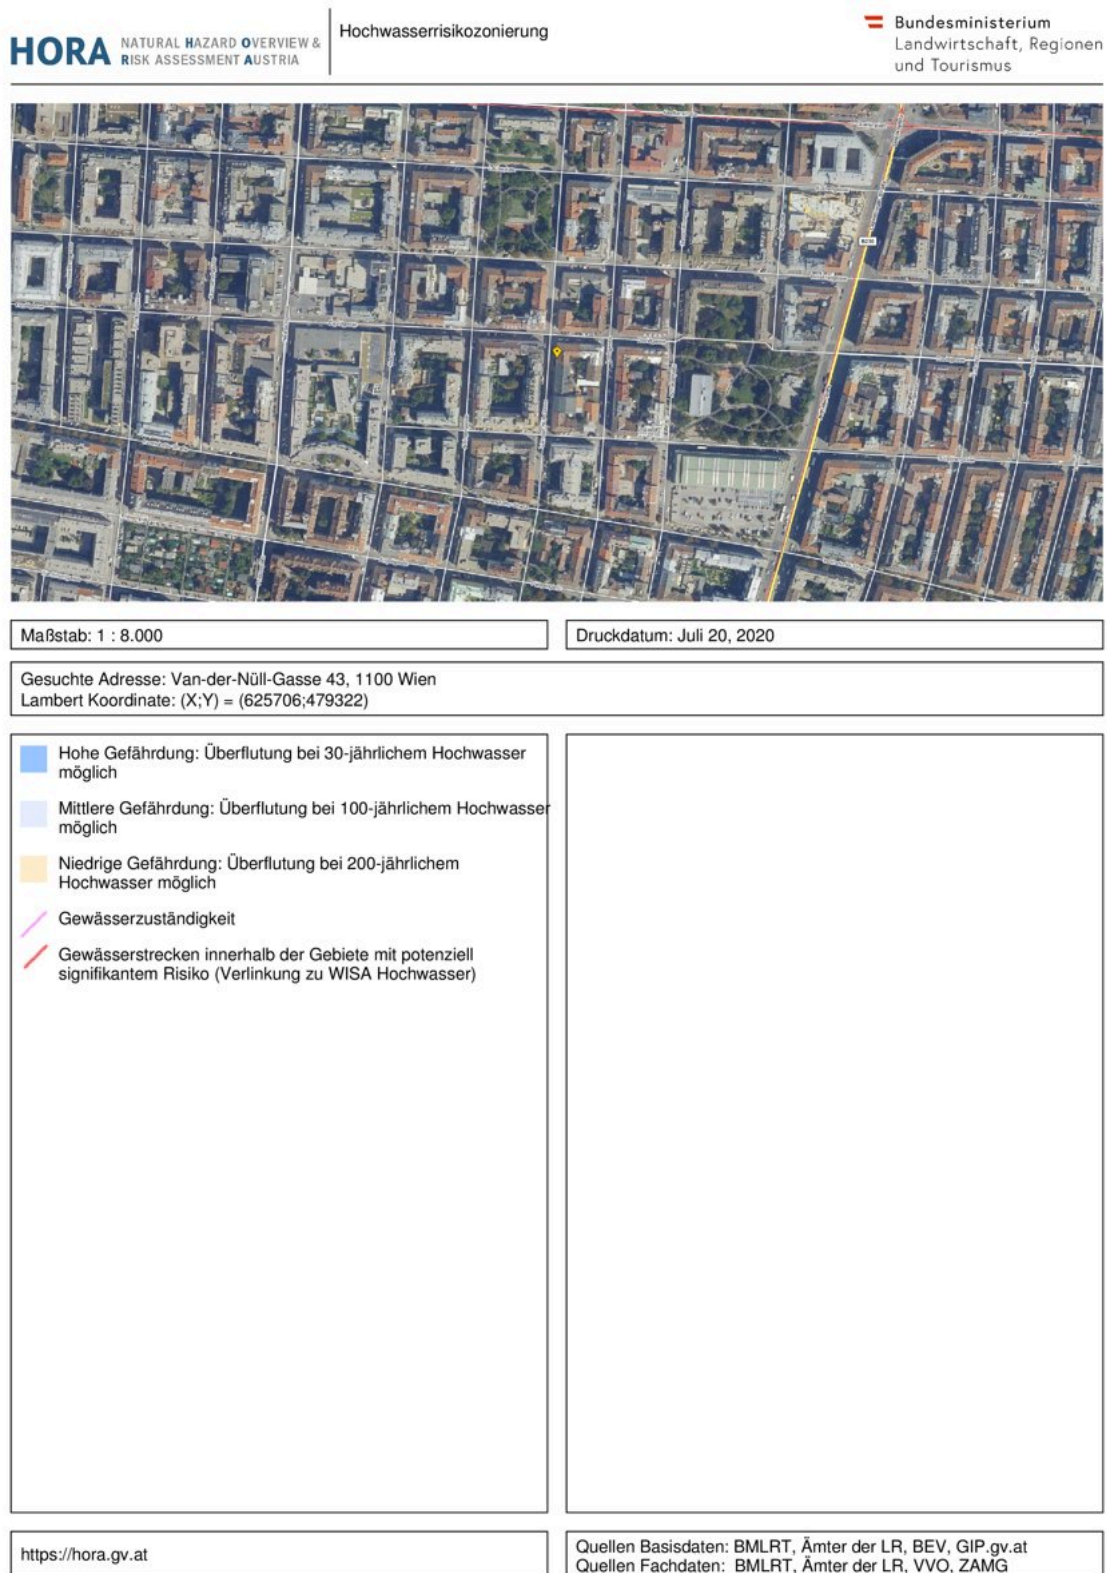 HORA NATURAL HAZARD OVERVIEW &
RISK ASSESSMENT AUSTRIA
Hochwasserrisikozonierung
Bundesministerium
Landwirtschaft, Regionen
und Tourismus
Maßstab: 1 : 8.000
Druckdatum: Juli 20, 2020
Gesuchte Adresse: Van-der-Nüll-Gasse 43, 1100 Wien
Lambert Koordinate: (X;Y) = (625706;479322)
Hohe Gefährdung: Überflutung bei 30-jährlichem Hochwasser
möglich
Mittlere Gefährdung: Überflutung bei 100-jährlichem Hochwasser
möglich
Niedrige Gefährdung: Überflutung bei 200-jährlichem
Hochwasser möglich
Gewässerzuständigkeit
Gewässerstrecken innerhalb der Gebiete mit potenziell
signifikantem Risiko (Verlinkung zu WISA Hochwasser)
https://hora.gv.at
Quellen Basisdaten: BMLRT, Ämter der LR, BEV, GIP.gv.at
Quellen Fachdaten: BMLRT, Ämter der LR, VVO, ZAMG